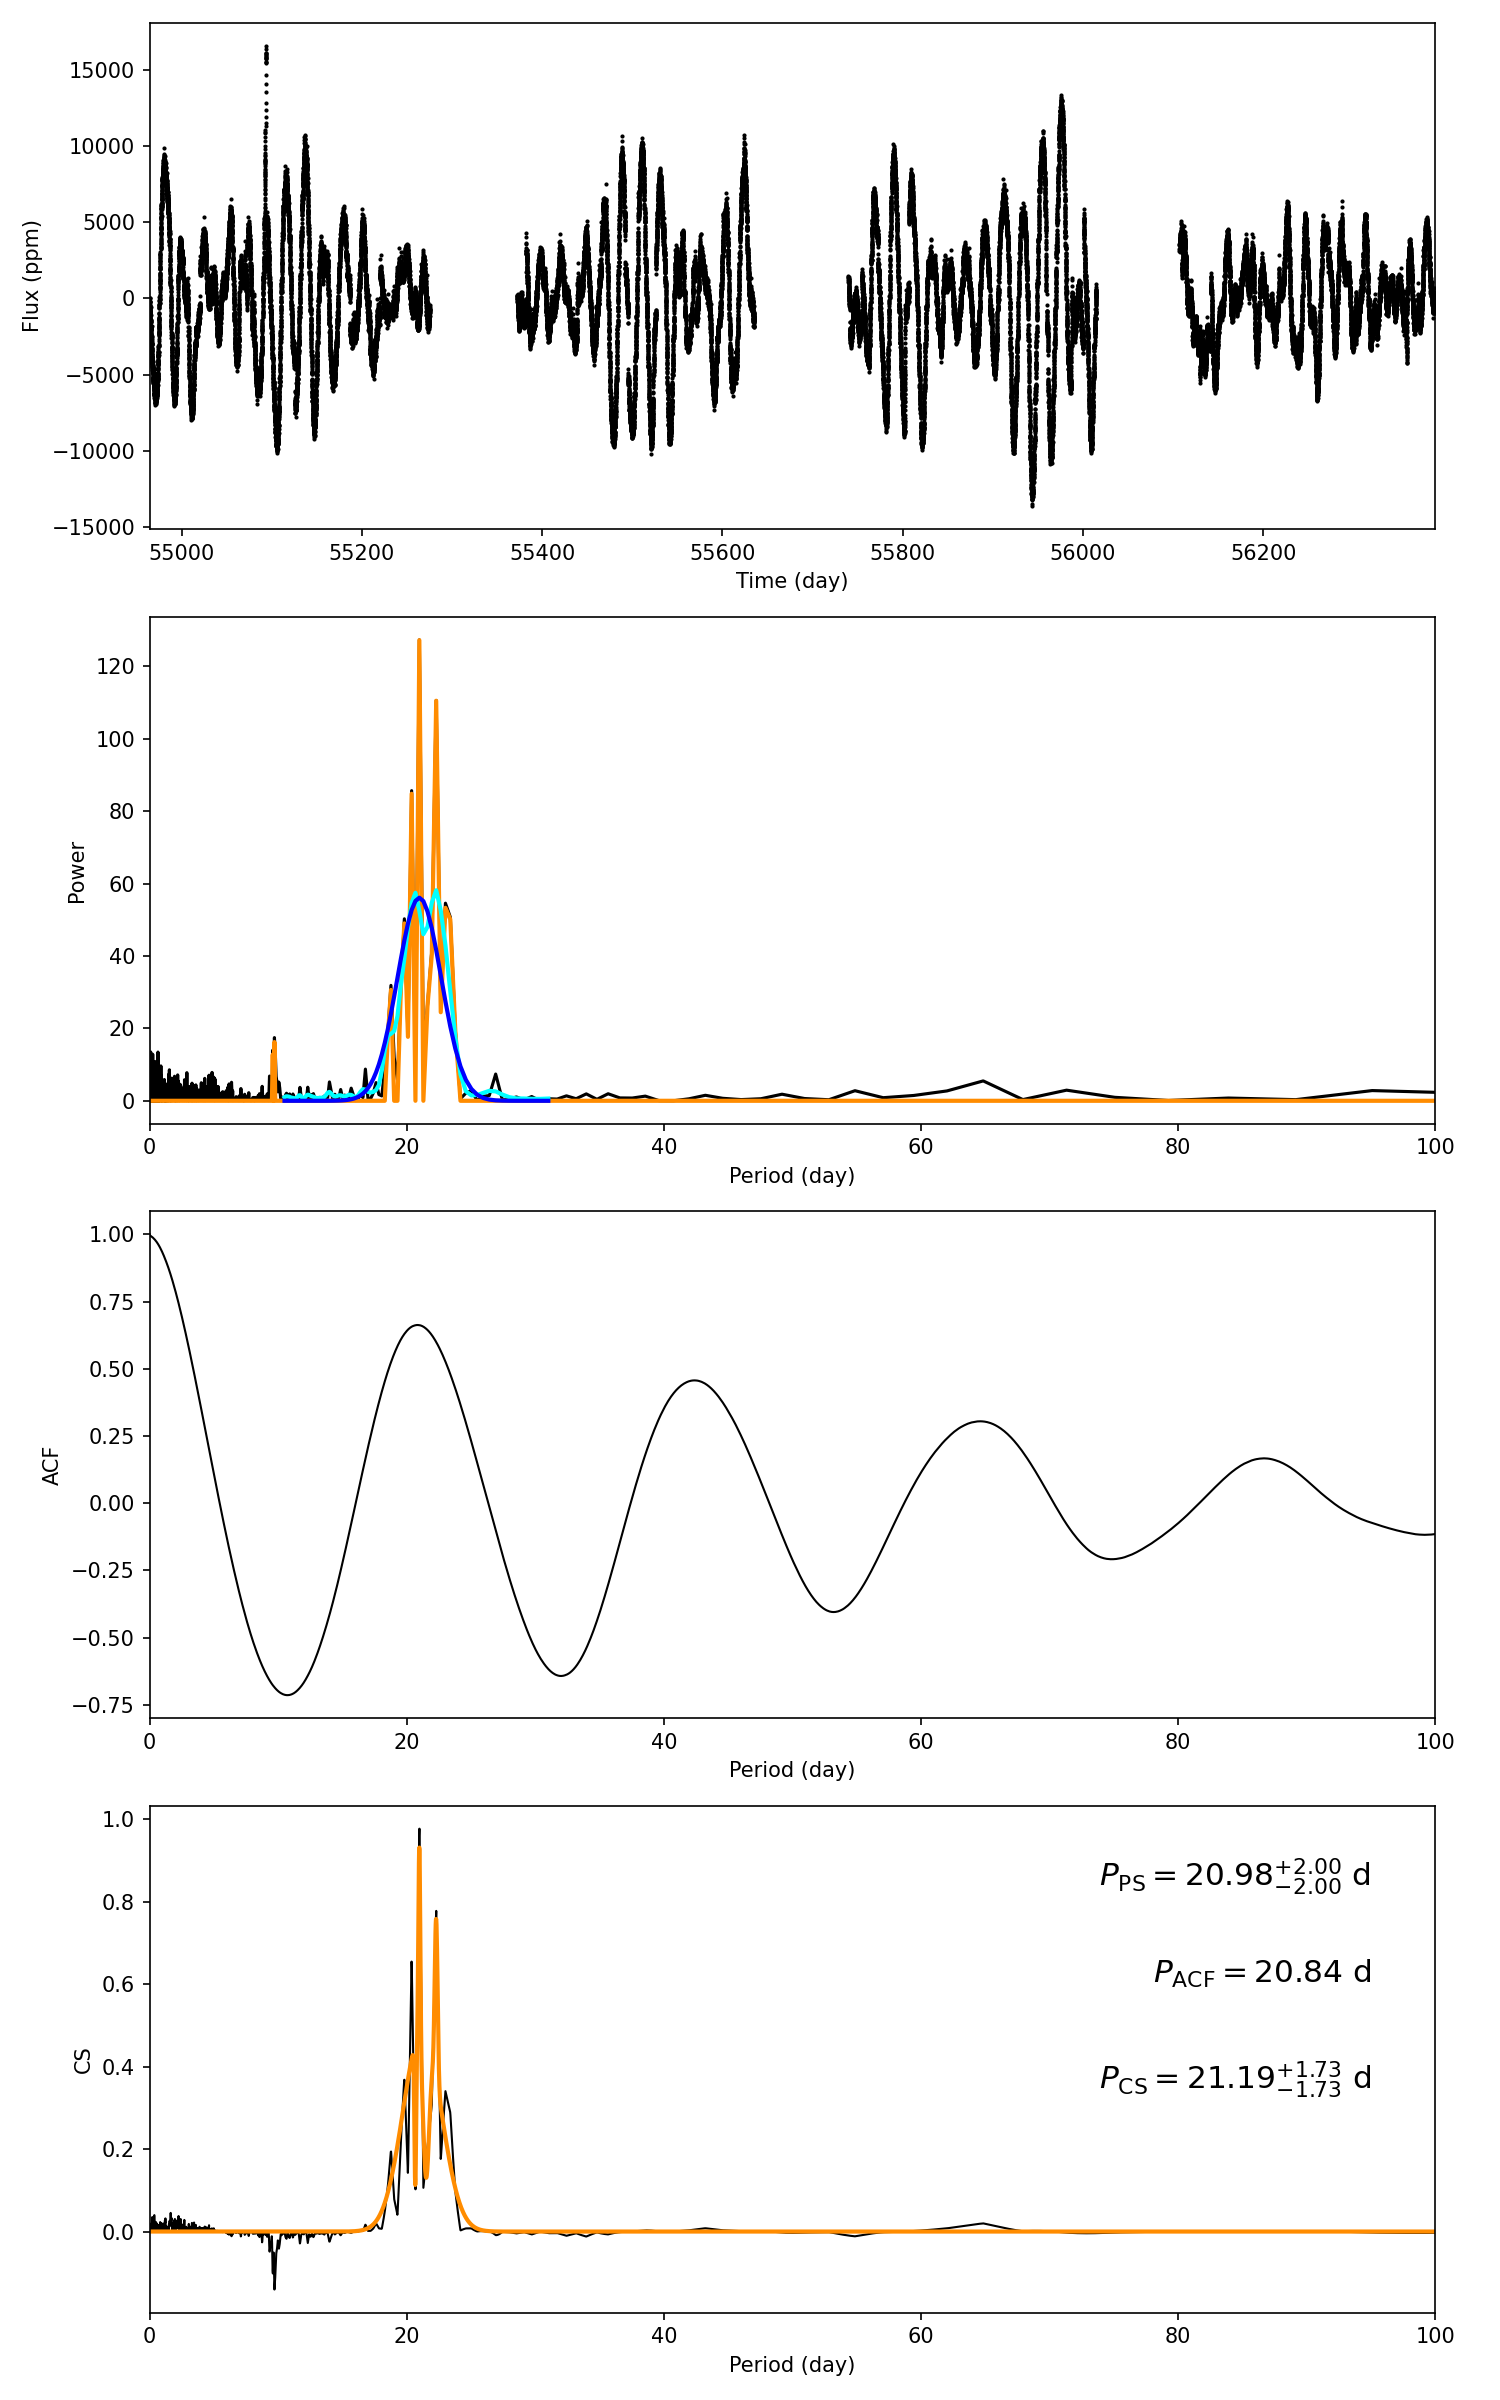 15000
10000
5000
0
−5000
−10000
−15000
Flux (ppm)
55000 55200 55400 55600 55800 56000 56200
Time (day)
120
100
80
60
40
20
0
Power
0 20 40 60 80 100
Period (day)
1.00
0.75
0.50
0.25
0.00
−0.25
−0.50
−0.75
ACF
0 20 40 60 80 100
Period (day)
1.0
0.8
0.6
0.4
0.2
0.0
CS
P_PS = 20.98^{+2.00}_{−2.00} d
P_ACF = 20.84 d
P_CS = 21.19^{+1.73}_{−1.73} d
0 20 40 60 80 100
Period (day)